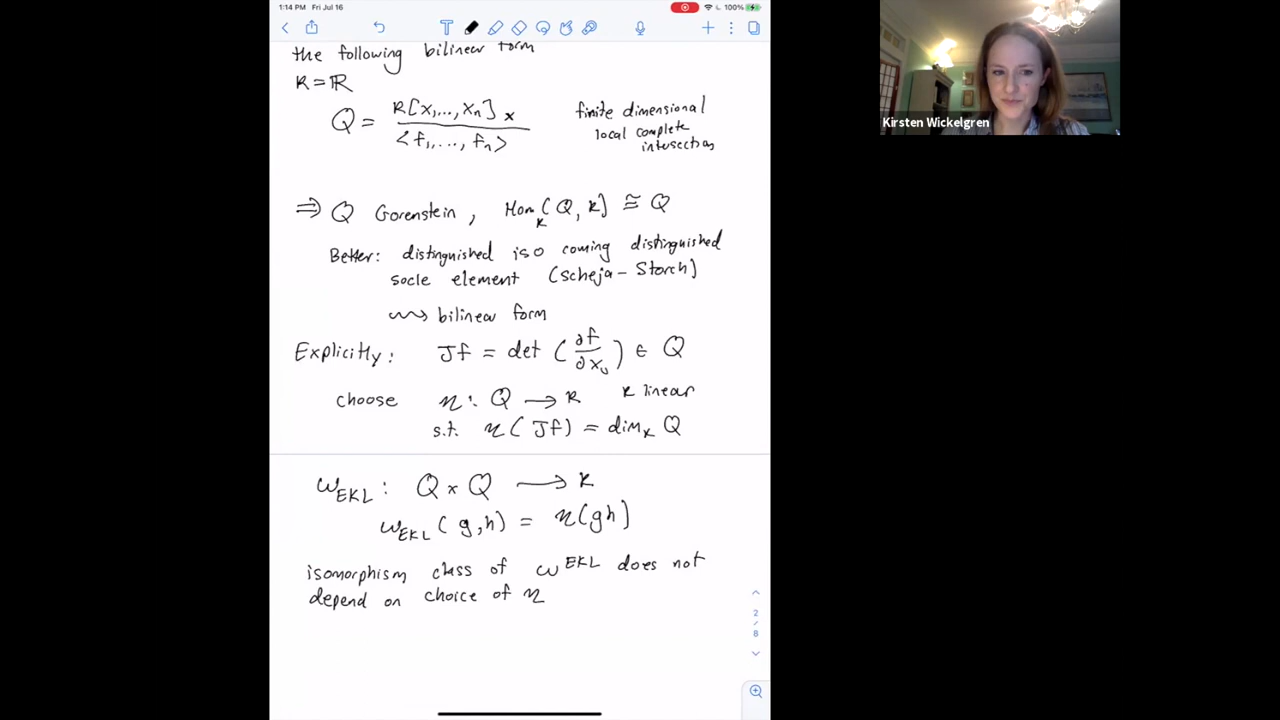 1:14 PM Fri Jul 16
100%
the following bilinear form
k = ℝ
Q = k[x₁,..., xₙ]ₓ / <f₁,..., fₙ>
finite dimensional
local complete
intersection
⇒ Q Gorenstein, Homₖ(Q, k) ≅ Q
Better: distinguished iso coming distinguished
socle element (Scheja-Storch)
⇝ bilinear form
Explicitly: Jf = det (∂f/∂xⱼ) ∈ Q
choose η: Q → k k linear
s.t. η(Jf) = dimₖ Q
ω_EKL: Q × Q → k
ω_EKL(g,h) = η(gh)
isomorphism class of ω^EKL does not
depend on choice of η
2
/
8
Kirsten Wickelgren